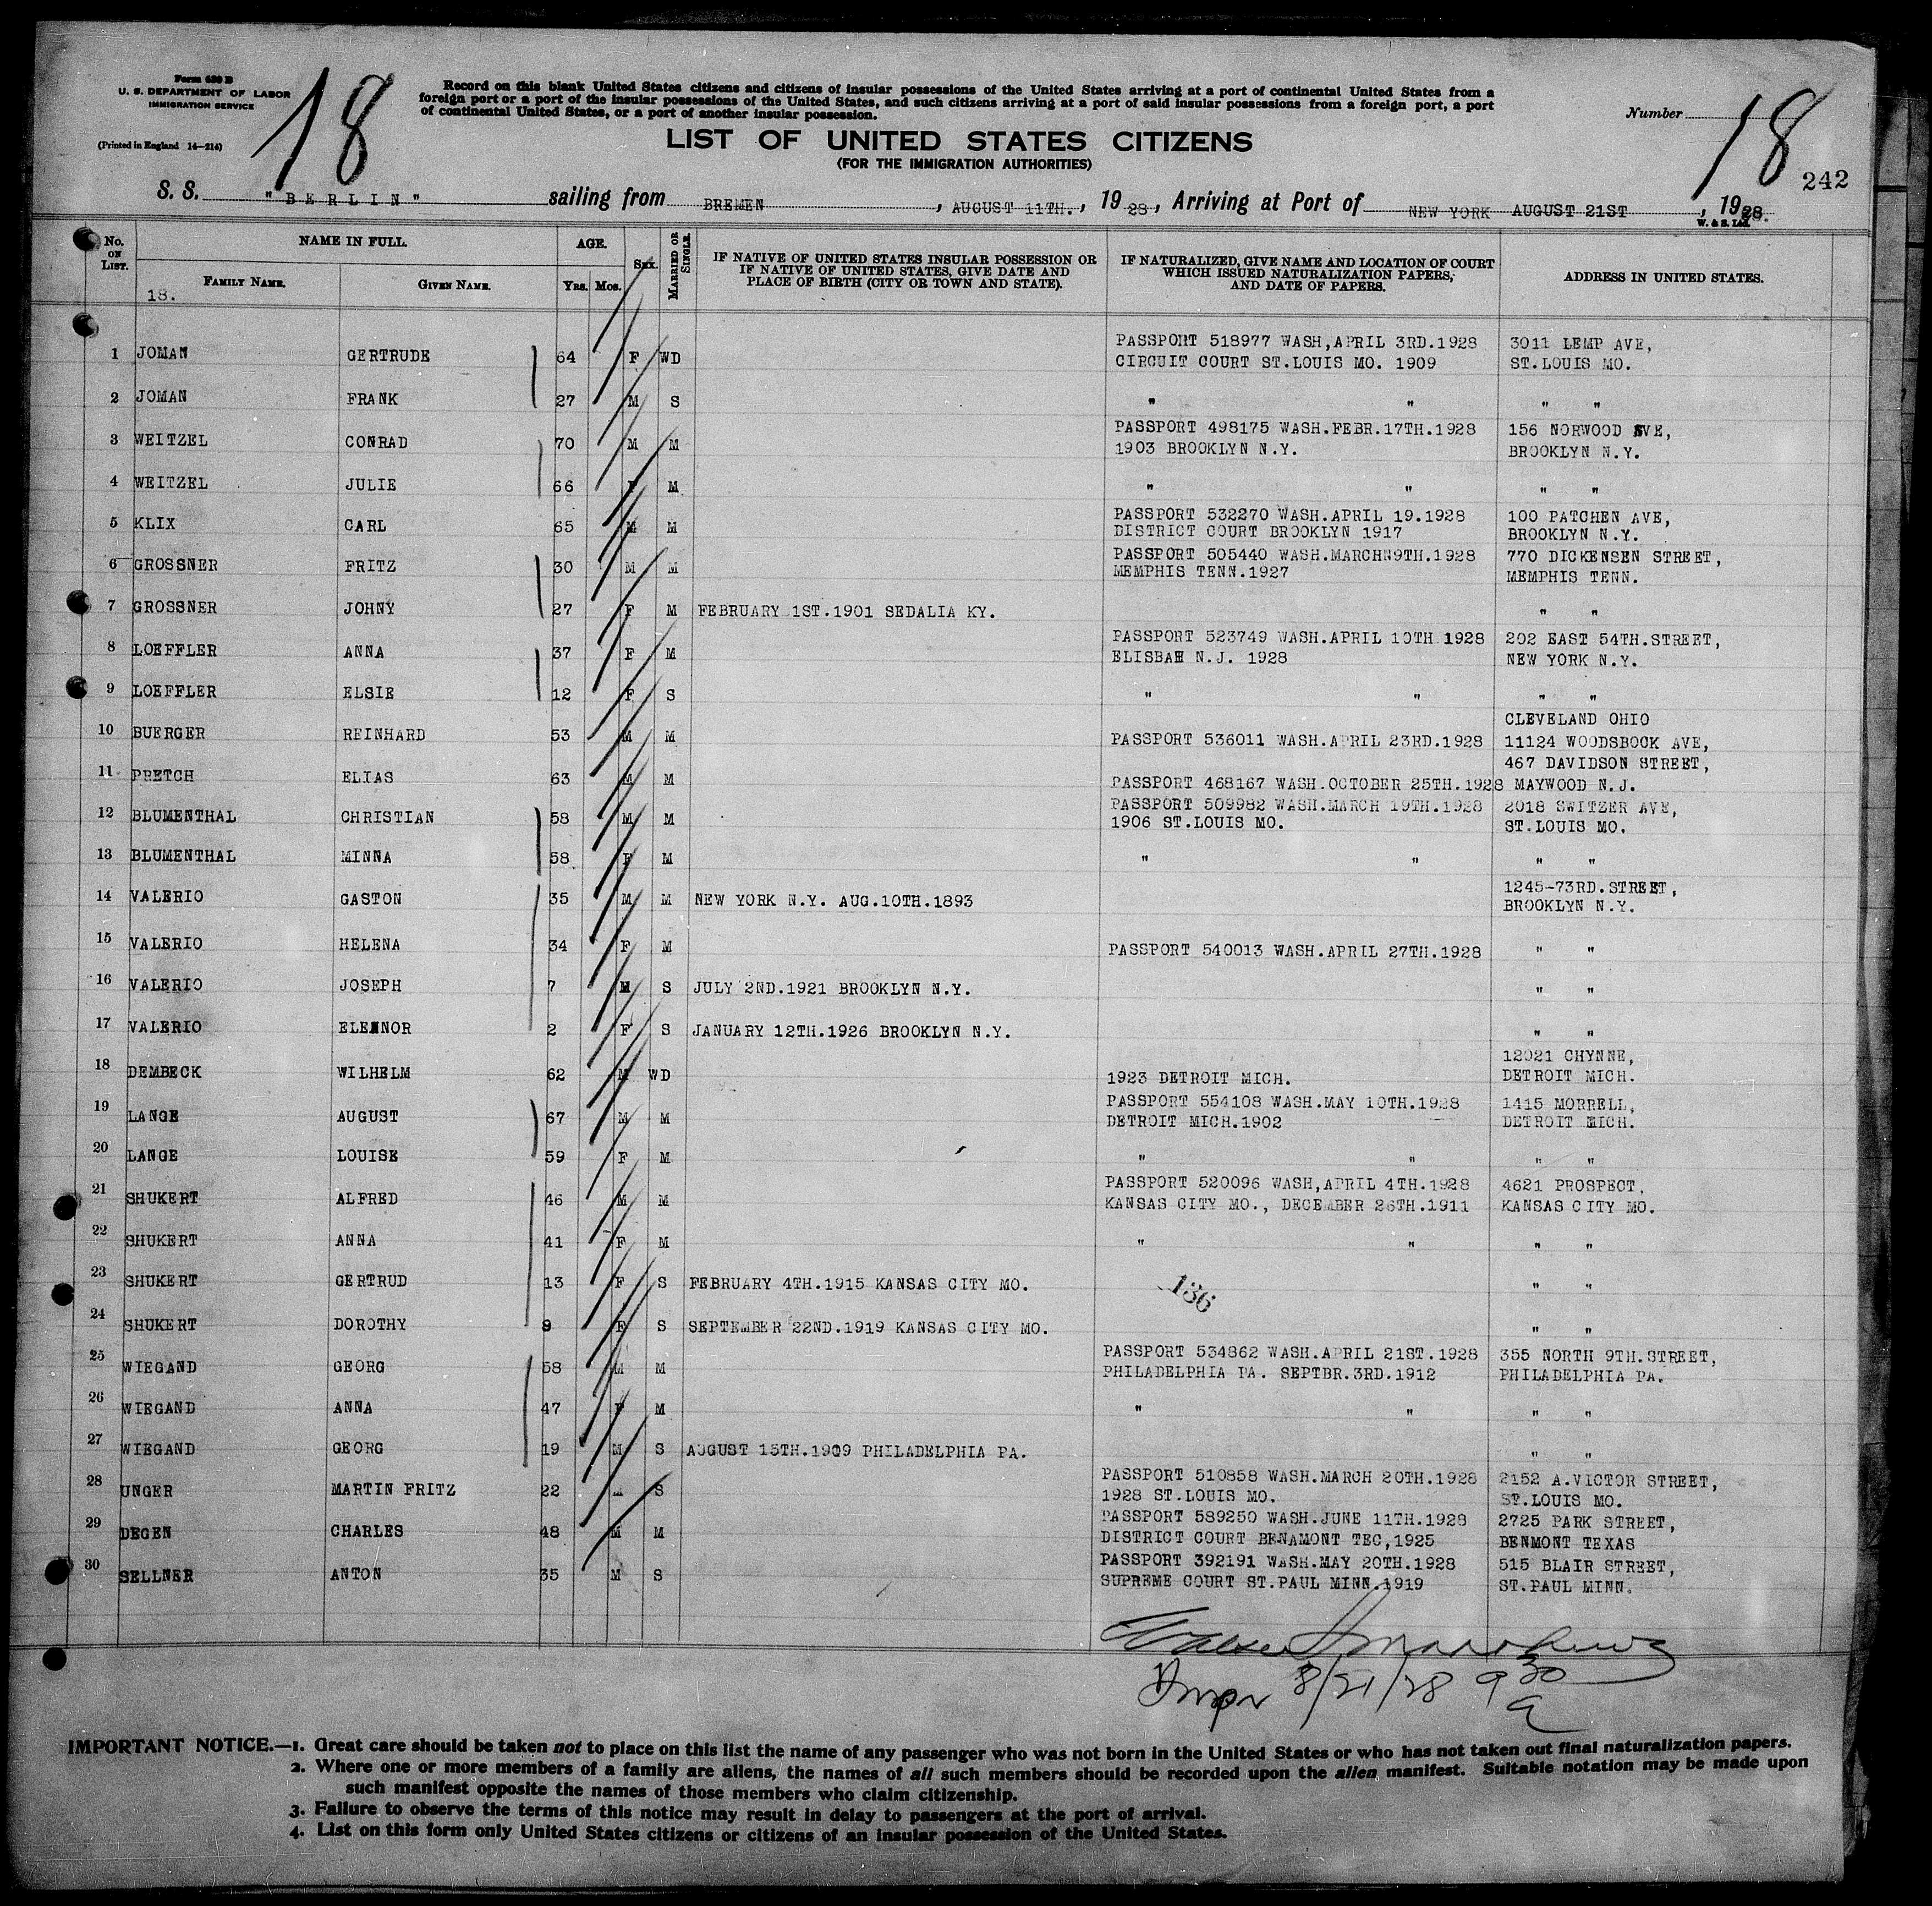 Form 630 B
U. S. DEPARTMENT OF LABOR
IMMIGRATION SERVICE
(Printed in England 14—214)
18
Record on this blank United States citizens and citizens of insular possessions of the United States arriving at a port of continental United States from a
foreign port or a port of the insular possessions of the United States, and such citizens arriving at a port of said insular possessions from a foreign port, a port
of continental United States, or a port of another insular possession.
Number 18
242
LIST OF UNITED STATES CITIZENS
(FOR THE IMMIGRATION AUTHORITIES)
S. S. "BERLIN" sailing from BREMEN, AUGUST 11TH., 1928, Arriving at Port of NEW YORK AUGUST 21ST, 1928.
W. & S. Ltd.
No. ON LIST. NAME IN FULL. AGE. SEX. MARRIED OR SINGLE. IF NATIVE OF UNITED STATES INSULAR POSSESSION OR IF NATIVE OF UNITED STATES, GIVE DATE AND PLACE OF BIRTH (CITY OR TOWN AND STATE). IF NATURALIZED, GIVE NAME AND LOCATION OF COURT WHICH ISSUED NATURALIZATION PAPERS, AND DATE OF PAPERS. ADDRESS IN UNITED STATES.
FAMILY NAME. GIVEN NAME. YRS. MOS.
18.
PASSPORT 518977 WASH,APRIL 3RD.1928 3011 LEMP AVE,
1 JOMAN GERTRUDE 64 F WD CIRCUIT COURT ST.LOUIS MO. 1909 ST.LOUIS MO.
2 JOMAN FRANK 27 M S " " " "
PASSPORT 498175 WASH.FEBR.17TH.1928 156 NORWOOD AVE,
3 WEITZEL CONRAD 70 M M 1903 BROOKLYN N.Y. BROOKLYN N.Y.
4 WEITZEL JULIE 66 F M " " " "
PASSPORT 532270 WASH.APRIL 19.1928 100 PATCHEN AVE,
5 KLIX CARL 65 M M DISTRICT COURT BROOKLYN 1917 BROOKLYN N.Y.
PASSPORT 505440 WASH.MARCHN9TH.1928 770 DICKENSEN STREET,
6 GROSSNER FRITZ 30 M M MEMPHIS TENN.1927 MEMPHIS TENN.
7 GROSSNER JOHNY 27 F M FEBRUARY 1ST.1901 SEDALIA KY. " "
PASSPORT 523749 WASH.APRIL 10TH 1928 202 EAST 54TH.STREET,
8 LOEFFLER ANNA 37 F M ELISBAH N.J. 1928 NEW YORK N.Y.
9 LOEFFLER ELSIE 12 F S " " " "
CLEVELAND OHIO
10 BUERGER REINHARD 53 M M PASSPORT 536011 WASH.APRIL 23RD.1928 11124 WOODSBOCK AVE,
467 DAVIDSON STREET,
11 PRETCH ELIAS 63 M M PASSPORT 468167 WASH.OCTOBER 25TH.1928 MAYWOOD N.J.
PASSPORT 509982 WASH.MARCH 19TH.1928 2018 SWITZER AVE,
12 BLUMENTHAL CHRISTIAN 58 M M 1906 ST.LOUIS MO. ST.LOUIS MO.
13 BLUMENTHAL MINNA 58 F M " " " "
1245-73RD.STREET,
14 VALERIO GASTON 35 M M NEW YORK N.Y. AUG.10TH.1893 BROOKLYN N.Y.
15 VALERIO HELENA 34 F M PASSPORT 540013 WASH.APRIL 27TH.1928 " "
16 VALERIO JOSEPH 7 M S JULY 2ND.1921 BROOKLYN N.Y. " "
17 VALERIO ELENNOR 2 F S JANUARY 12TH.1926 BROOKLYN N.Y. " "
12021 CHYNNE,
18 DEMBECK WILHELM 62 M WD 1923 DETROIT MICH. DETROIT MICH.
PASSPORT 554108 WASH.MAY 10TH.1928 1415 MORRELL,
19 LANGE AUGUST 67 M M DETROIT MICH.1902 DETROIT MICH.
20 LANGE LOUISE 59 F M " " " "
PASSPORT 520096 WASH,APRIL 4TH.1928 4621 PROSPECT,
21 SHUKERT ALFRED 46 M M KANSAS CITY MO., DECEMBER 26TH.1911 KANSAS CITY MO.
22 SHUKERT ANNA 41 F M " " " "
23 SHUKERT GERTRUD 13 F S FEBRUARY 4TH.1915 KANSAS CITY MO. 136 " "
24 SHUKERT DOROTHY 9 F S SEPTEMBER 22ND.1919 KANSAS CITY MO. " "
PASSPORT 534862 WASH.APRIL 21ST.1928 355 NORTH 9TH.STREET,
25 WIEGAND GEORG 58 M M PHILADELPHIA PA. SEPTBR.3RD.1912 PHILADELPHIA PA.
26 WIEGAND ANNA 47 F M " " " "
27 WIEGAND GEORG 19 M S AUGUST 15TH.1909 PHILADELPHIA PA. " "
PASSPORT 510858 WASH.MARCH 20TH.1928 2152 A.VICTOR STREET,
28 UNGER MARTIN FRITZ 22 M S 1928 ST.LOUIS MO. ST.LOUIS MO.
PASSPORT 589250 WASH.JUNE 11TH.1928 2725 PARK STREET,
29 DEGEN CHARLES 48 M M DISTRICT COURT BENAMONT TEC,1925 BENMONT TEXAS
PASSPORT 392191 WASH.MAY 20TH.1928 515 BLAIR STREET,
30 SELLNER ANTON 35 M S SUPREME COURT ST.PAUL MINN.1919 ST.PAUL MINN.
8/21/28 9 30 a
IMPORTANT NOTICE.—1. Great care should be taken not to place on this list the name of any passenger who was not born in the United States or who has not taken out final naturalization papers.
2. Where one or more members of a family are aliens, the names of all such members should be recorded upon the alien manifest. Suitable notation may be made upon
such manifest opposite the names of those members who claim citizenship.
3. Failure to observe the terms of this notice may result in delay to passengers at the port of arrival.
4. List on this form only United States citizens or citizens of an insular possession of the United States.